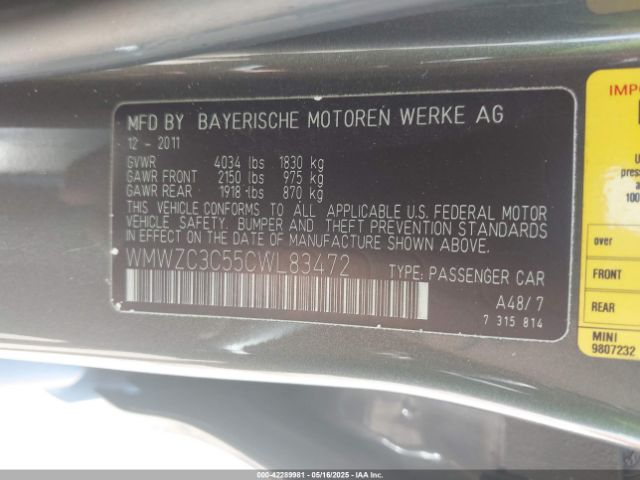 MFD BY BAYERISCHE MOTOREN WERKE AG
12 - 2011
GVWR 4034 lbs 1830 kg
GAWR FRONT 2150 lbs 975 kg
GAWR REAR 1918 lbs 870 kg
THIS VEHICLE CONFORMS TO ALL APPLICABLE U.S. FEDERAL MOTOR
VEHICLE SAFETY, BUMPER AND THEFT PREVENTION STANDARDS
IN EFFECT ON THE DATE OF MANUFACTURE SHOWN ABOVE.
WMWZC3C55CWL83472 TYPE: PASSENGER CAR
A48/7
7 315 814
over
FRONT
REAR
MINI
9807232
000-42289981 - 05/16/2025 - IAAI.COM - COPART